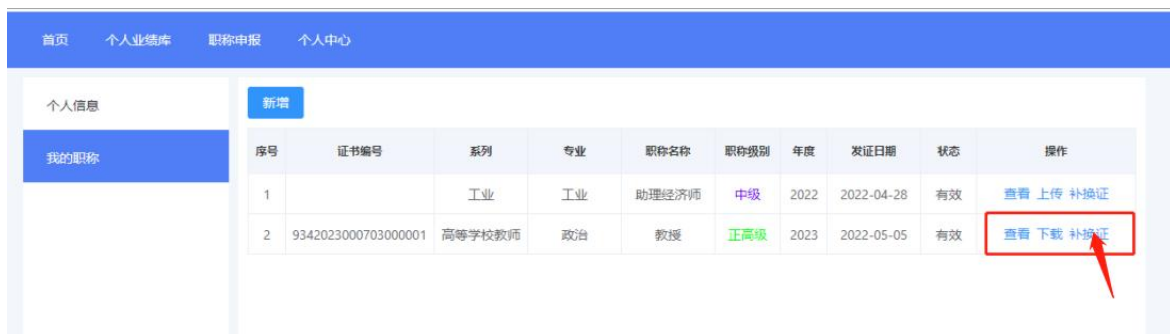 首页 个人业绩库 职称申报 个人中心
个人信息
新增
我的职称
序号 证书编号 系列 专业 职称名称 职称级别 年度 发证日期 状态 操作
1 工业 工业 助理经济师 中级 2022 2022-04-28 有效 查看 上传 补换证
2 9342023000703000001 高等学校教师 政治 教授 正高级 2023 2022-05-05 有效 查看 下载 补换证